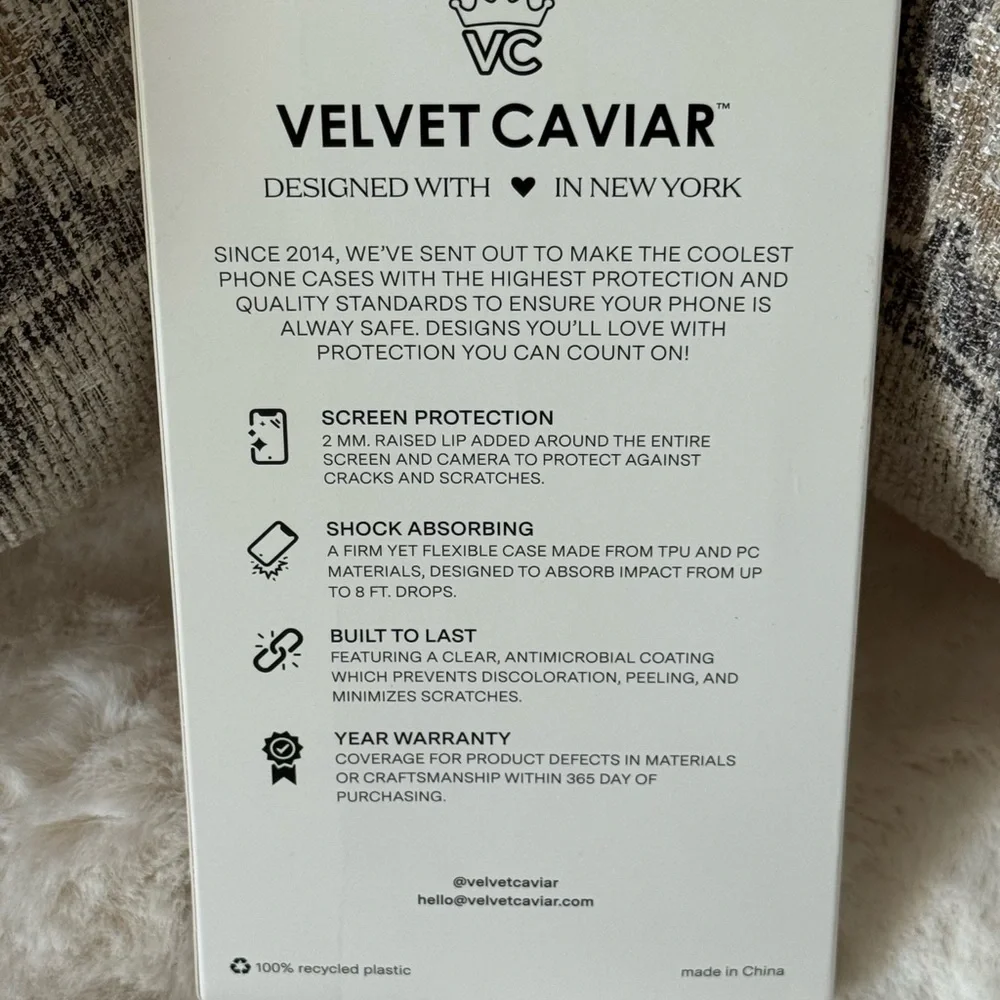 VC
VELVET CAVIAR™
DESIGNED WITH ♥ IN NEW YORK
SINCE 2014, WE'VE SENT OUT TO MAKE THE COOLEST
PHONE CASES WITH THE HIGHEST PROTECTION AND
QUALITY STANDARDS TO ENSURE YOUR PHONE IS
ALWAY SAFE. DESIGNS YOU'LL LOVE WITH
PROTECTION YOU CAN COUNT ON!
SCREEN PROTECTION
2 MM. RAISED LIP ADDED AROUND THE ENTIRE
SCREEN AND CAMERA TO PROTECT AGAINST
CRACKS AND SCRATCHES.
SHOCK ABSORBING
A FIRM YET FLEXIBLE CASE MADE FROM TPU AND PC
MATERIALS, DESIGNED TO ABSORB IMPACT FROM UP
TO 8 FT. DROPS.
BUILT TO LAST
FEATURING A CLEAR, ANTIMICROBIAL COATING
WHICH PREVENTS DISCOLORATION, PEELING, AND
MINIMIZES SCRATCHES.
YEAR WARRANTY
COVERAGE FOR PRODUCT DEFECTS IN MATERIALS
OR CRAFTSMANSHIP WITHIN 365 DAY OF
PURCHASING.
@velvetcaviar
hello@velvetcaviar.com
100% recycled plastic
made in China